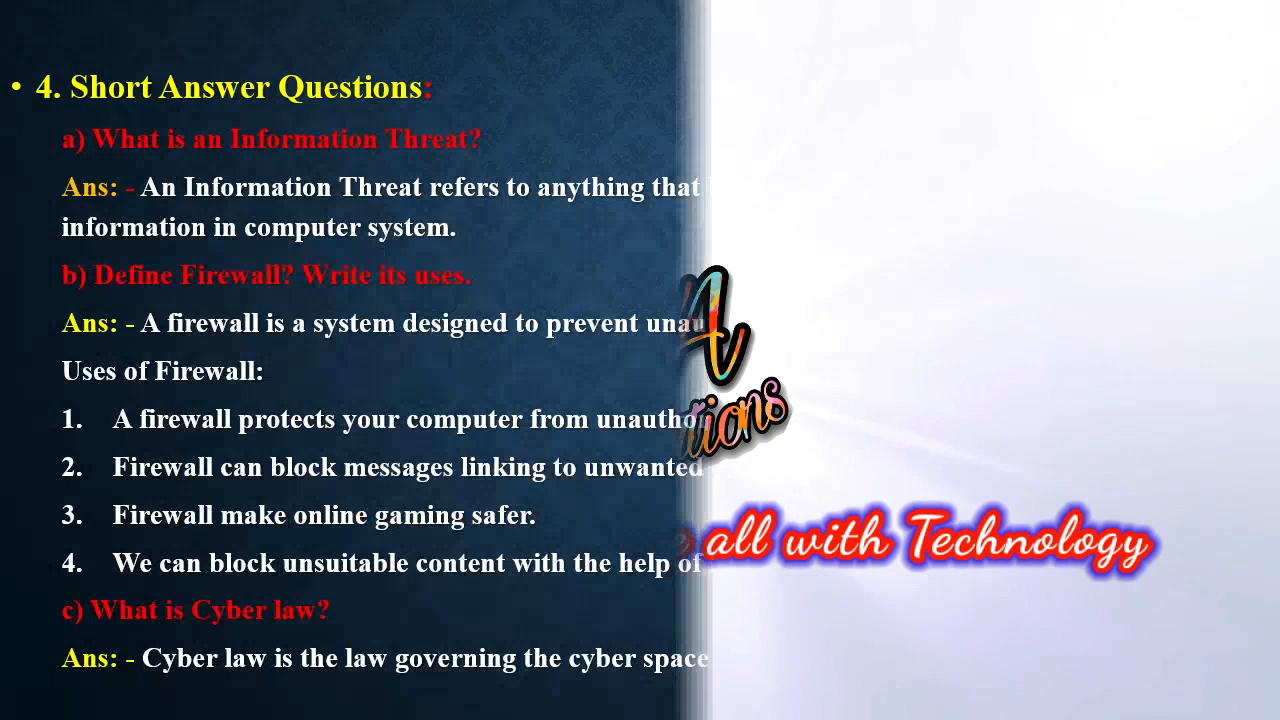 • 4. Short Answer Questions:
a) What is an Information Threat?
Ans: - An Information Threat refers to anything that
information in computer system.
b) Define Firewall? Write its uses.
Ans: - A firewall is a system designed to prevent
Uses of Firewall:
1. A firewall protects your computer from
2. Firewall can block messages linking to unwanted
3. Firewall make online gaming safer.
4. We can block unsuitable content with the help of
c) What is Cyber law?
Ans: - Cyber law is the law governing the cyber space
A
all with Technology